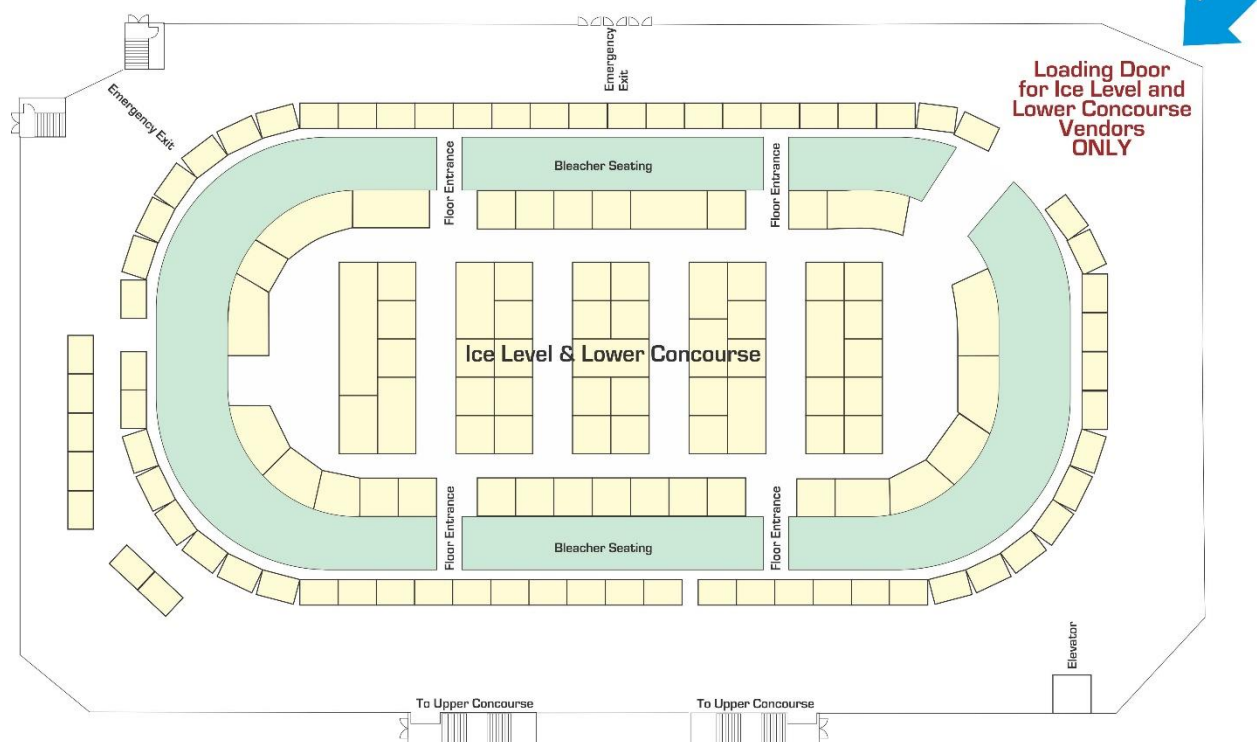 Emergency
Exit
Loading Door
for Ice Level and
Lower Concourse
Vendors
ONLY
Emergency Exit
Floor Entrance
Bleacher Seating
Floor Entrance
Ice Level & Lower Concourse
Floor Entrance
Bleacher Seating
Floor Entrance
Elevator
To Upper Concourse
To Upper Concourse